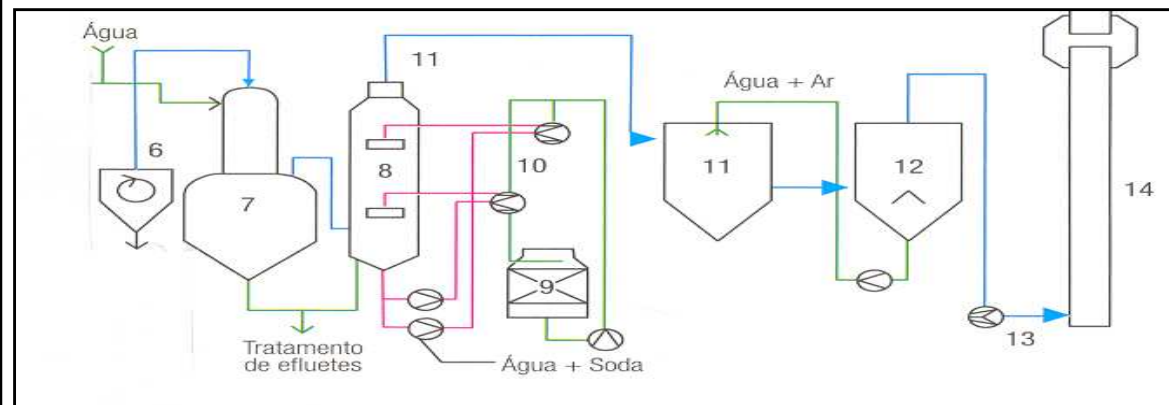 Água
11
Água + Ar
6
10
8
11
12
7
14
9
Tratamento
de efluetes
Água + Soda
13